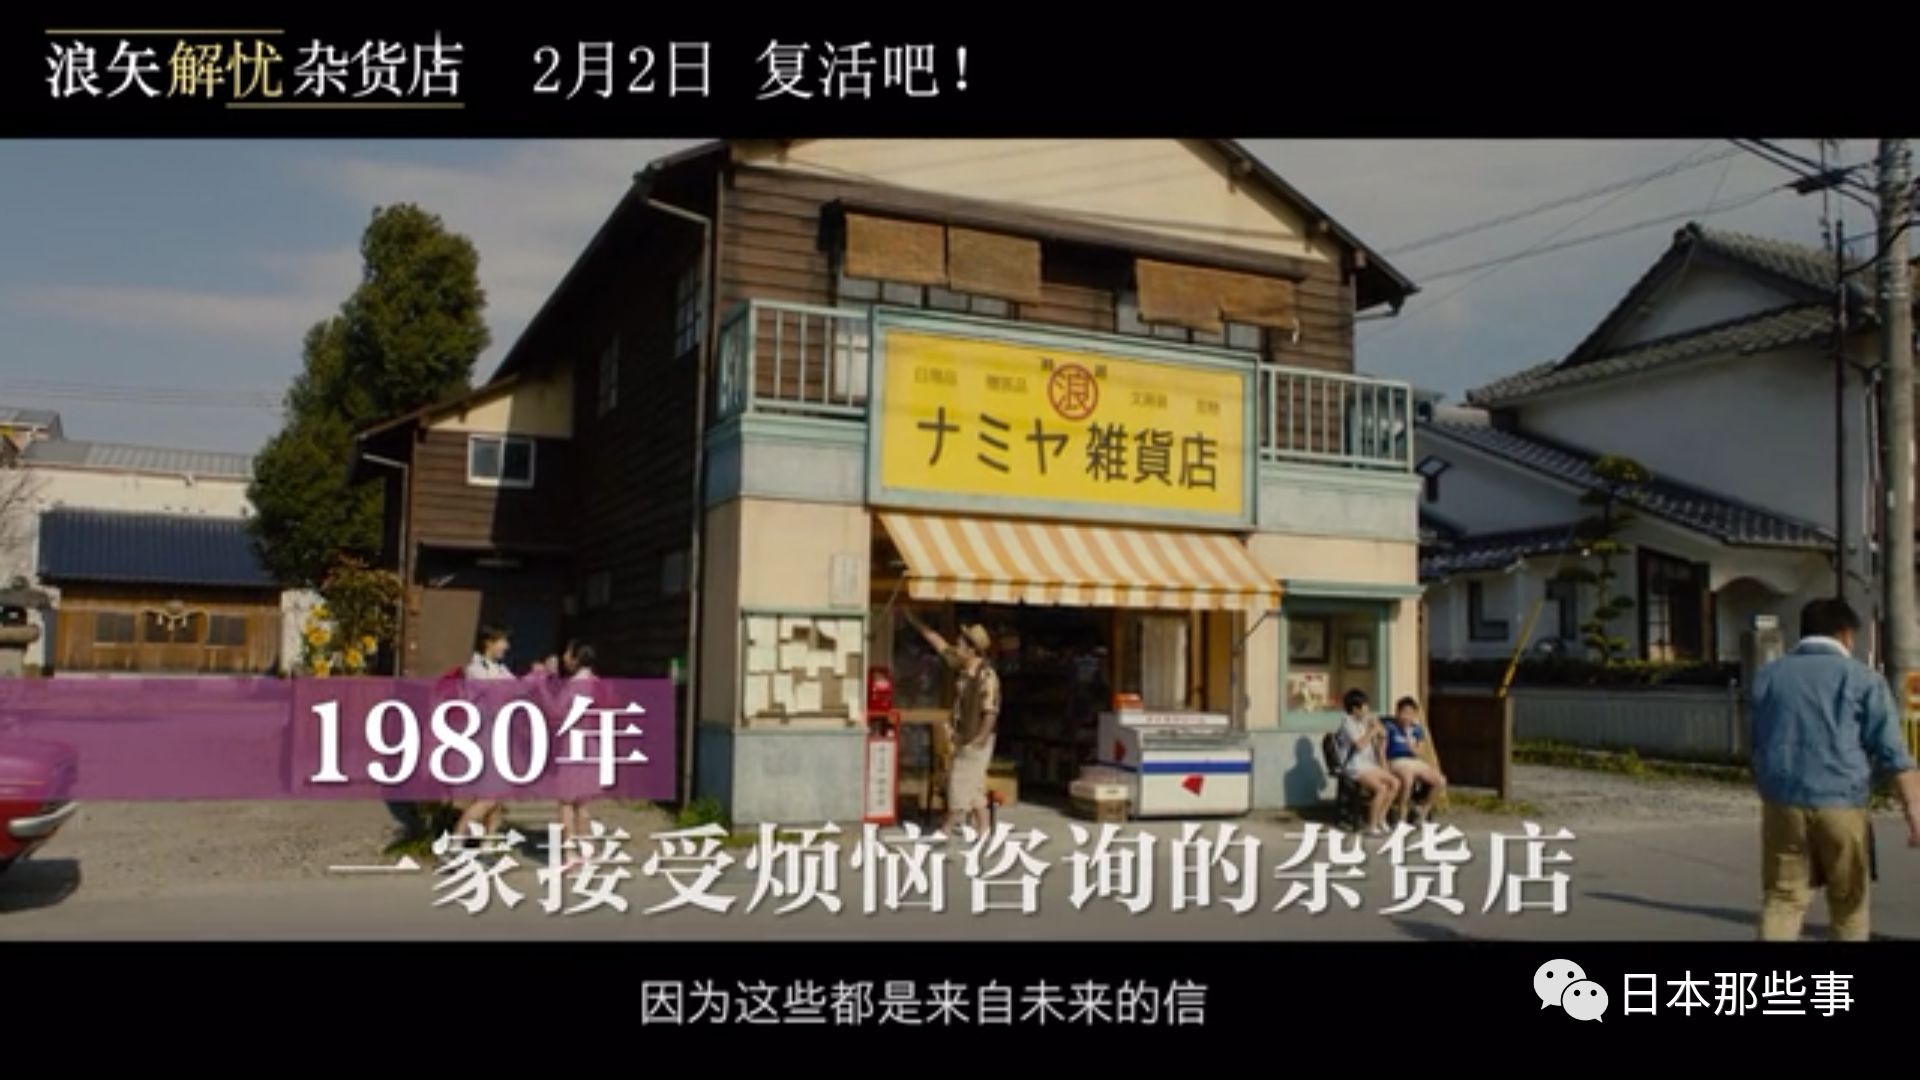 浪矢解忧杂货店 2月2日 复活吧！
浪
ナミヤ 雑貨店
1980年
一家接受烦恼咨询的杂货店
因为这些都是来自未来的信
日本那些事